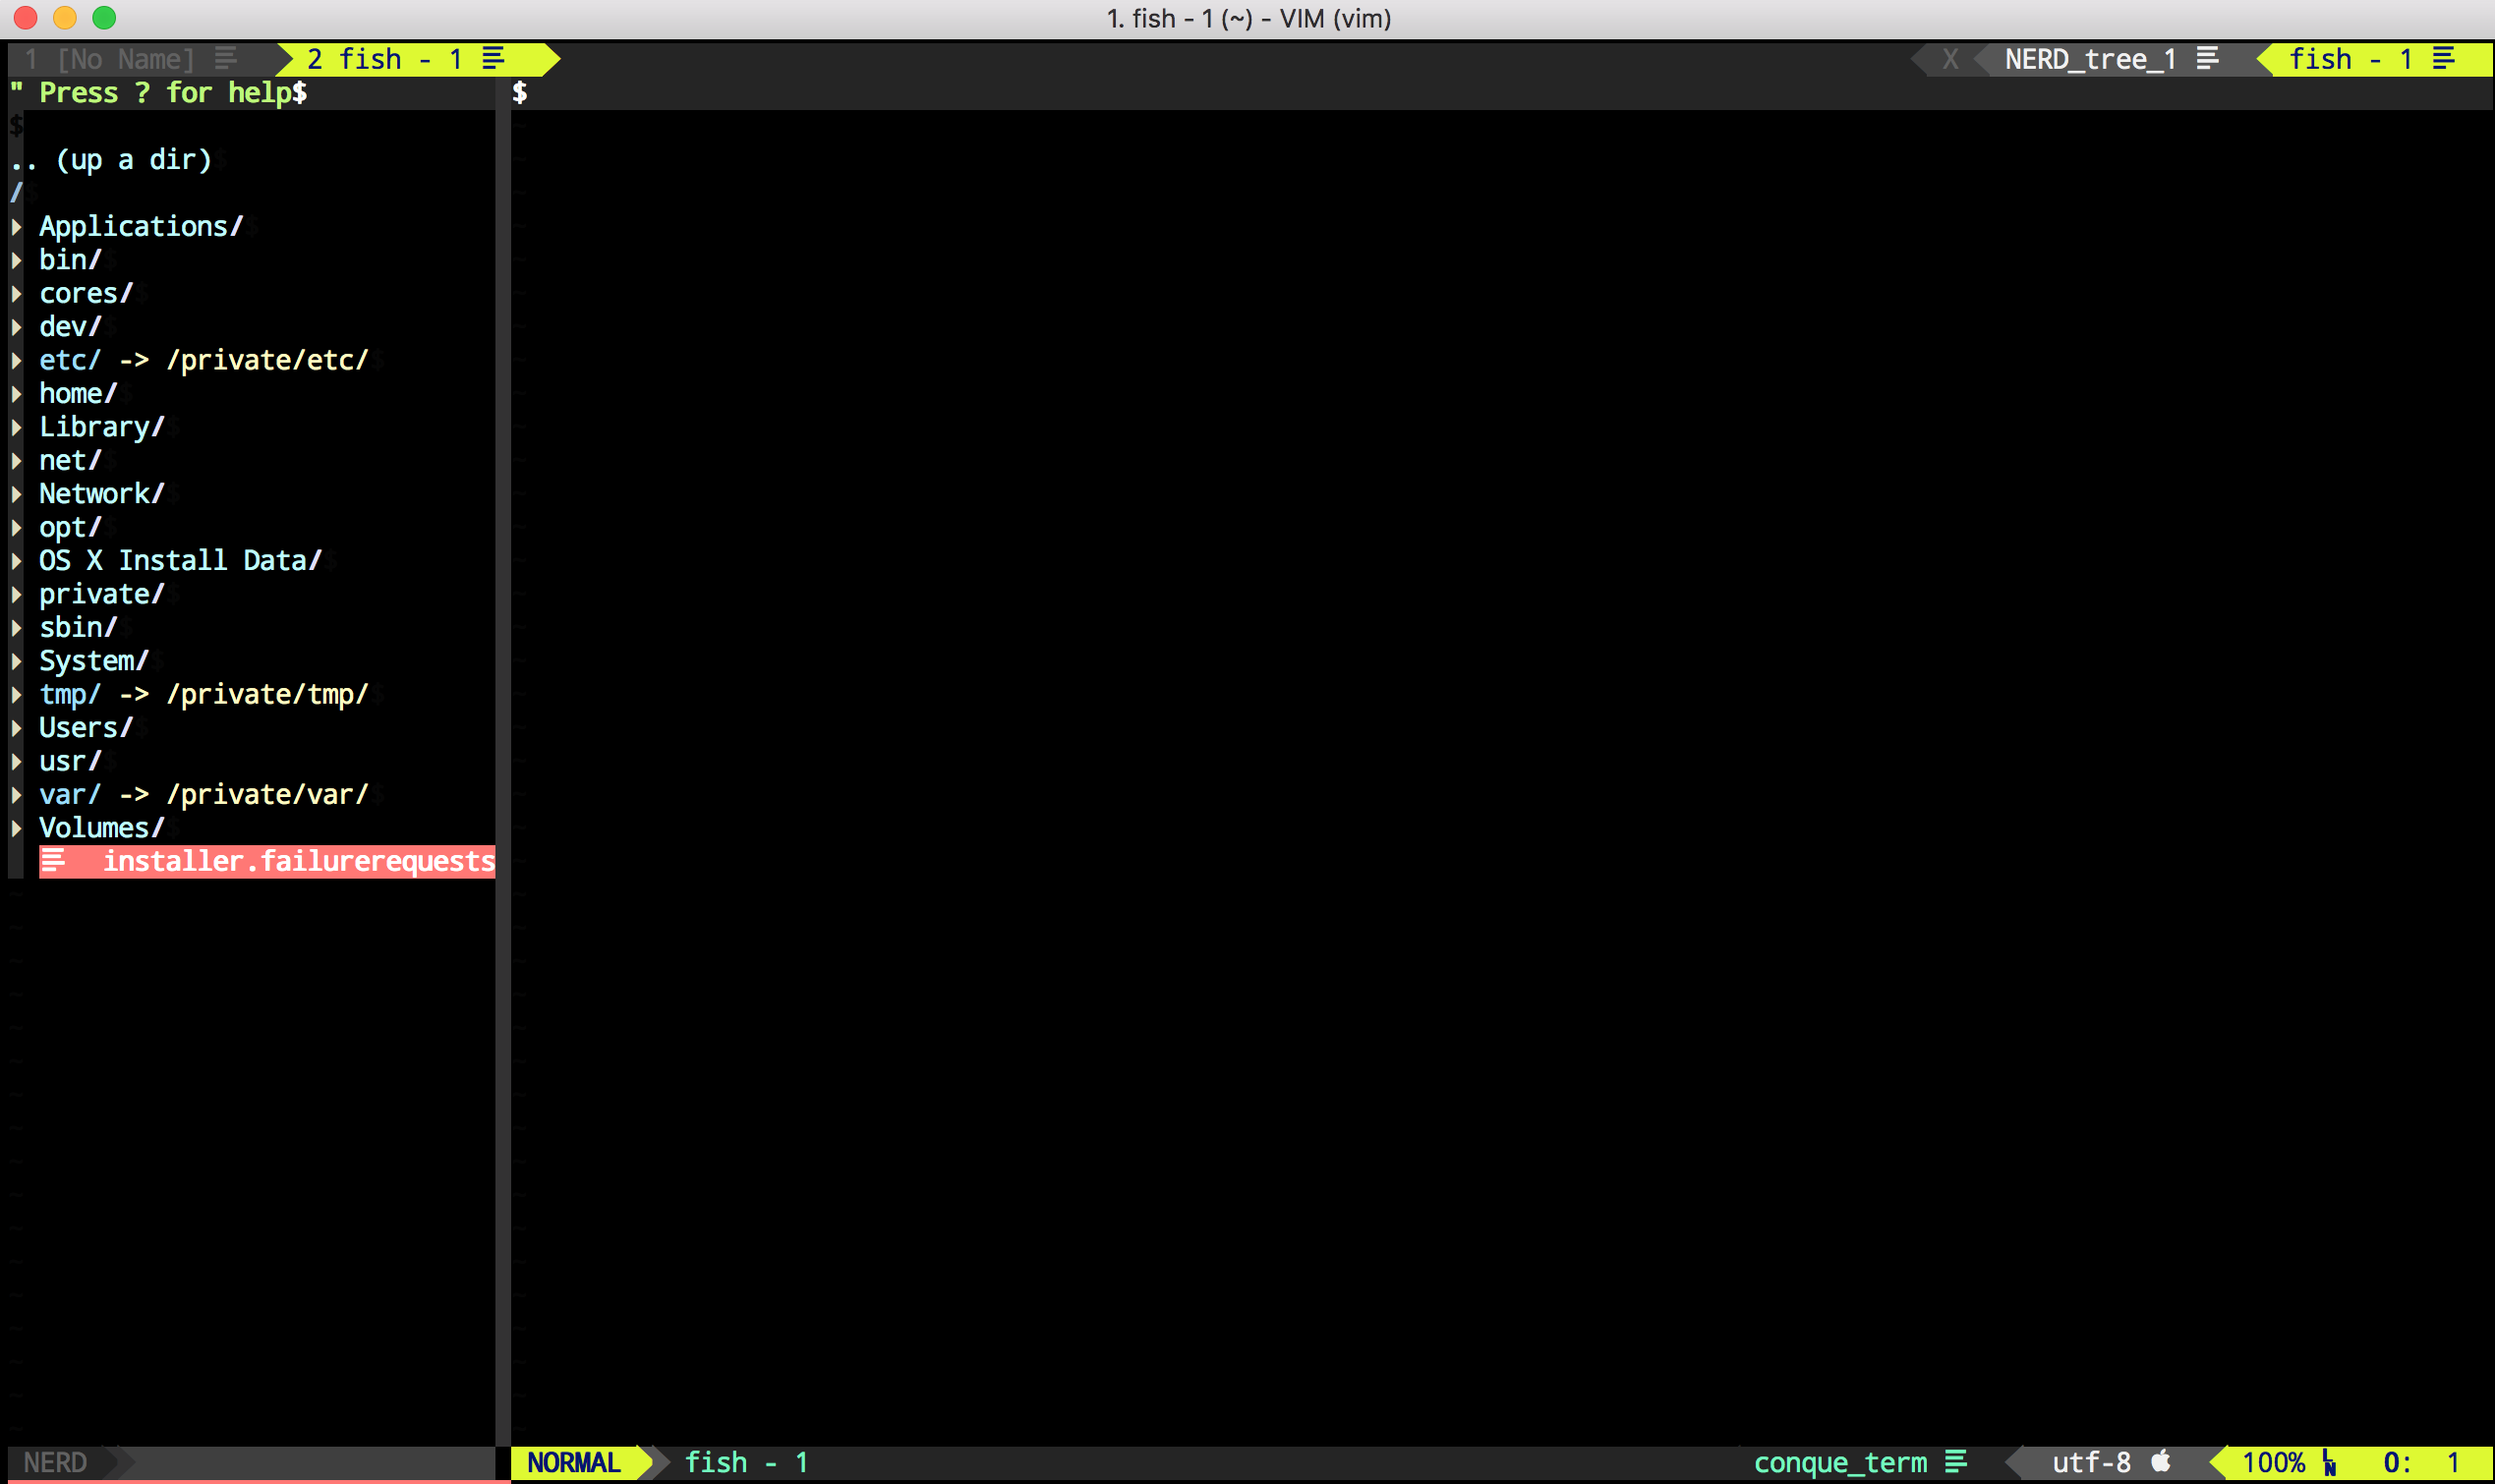 1. fish - 1 (~) - VIM (vim)
1 [No Name] 2 fish - 1 X NERD_tree_1 fish - 1
" Press ? for help$ $
$
.. (up a dir)$
/$
▸ Applications/$
▸ bin/$
▸ cores/$
▸ dev/$
▸ etc/ -> /private/etc/$
▸ home/$
▸ Library/$
▸ net/$
▸ Network/$
▸ opt/$
▸ OS X Install Data/$
▸ private/$
▸ sbin/$
▸ System/$
▸ tmp/ -> /private/tmp/$
▸ Users/$
▸ usr/$
▸ var/ -> /private/var/$
▸ Volumes/$
installer.failurerequests
NERD NORMAL fish - 1 conque_term utf-8 100% LN 0: 1